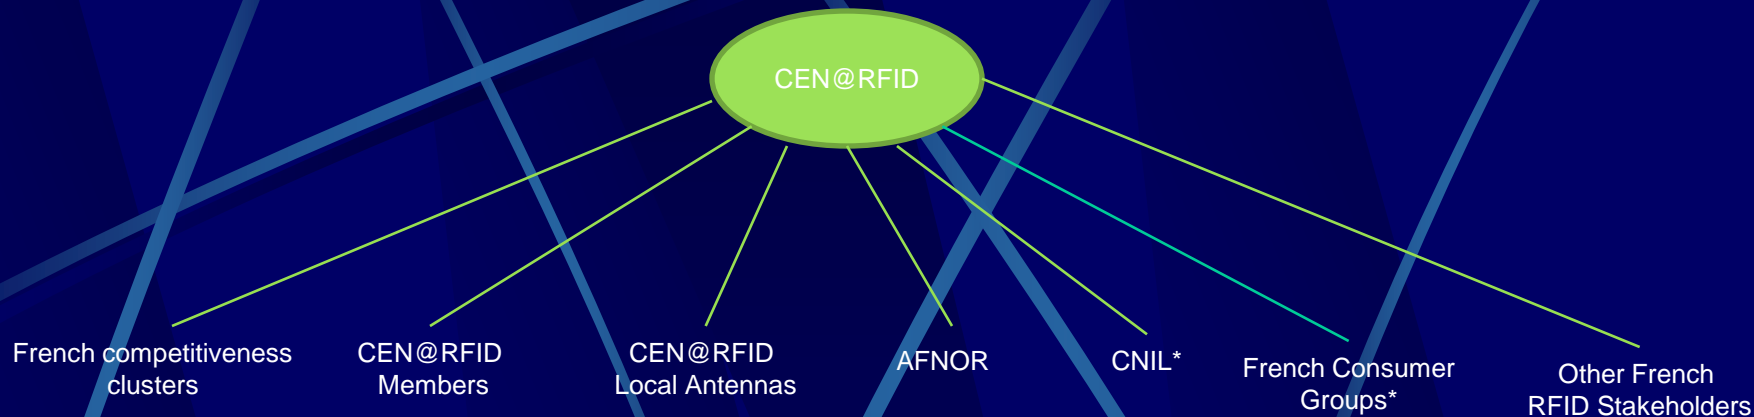 CEN@RFID
French competitiveness
clusters
CEN@RFID
Members
CEN@RFID
Local Antennas
AFNOR
CNIL*
French Consumer
Groups*
Other French
RFID Stakeholders